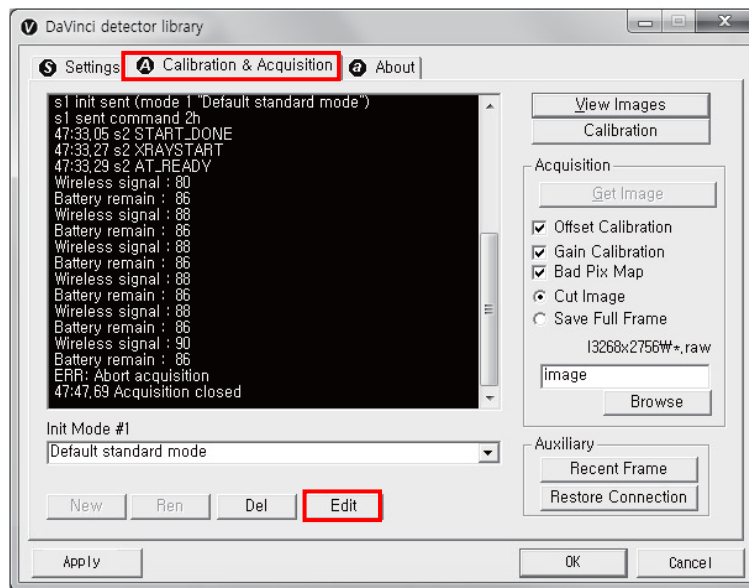 DaVinci detector library
Settings
Calibration & Acquisition
About
s1 init sent (mode 1 "Default standard mode")
s1 sent command 2h
47:33,05 s2 START_DONE
47:33,27 s2 XRAYSTART
47:33,29 s2 AT_READY
Wireless signal : 80
Battery remain : 86
Wireless signal : 88
Battery remain : 86
Wireless signal : 88
Battery remain : 86
Wireless signal : 88
Battery remain : 86
Wireless signal : 88
Battery remain : 86
Wireless signal : 90
Battery remain : 86
ERR: Abort acquisition
47:47,69 Acquisition closed
Init Mode #1
Default standard mode
New
Ren
Del
Edit
View Images
Calibration
Acquisition
Get Image
Offset Calibration
Gain Calibration
Bad Pix Map
Cut Image
Save Full Frame
I3268x2756₩*,raw
image
Browse
Auxiliary
Recent Frame
Restore Connection
Apply
OK
Cancel